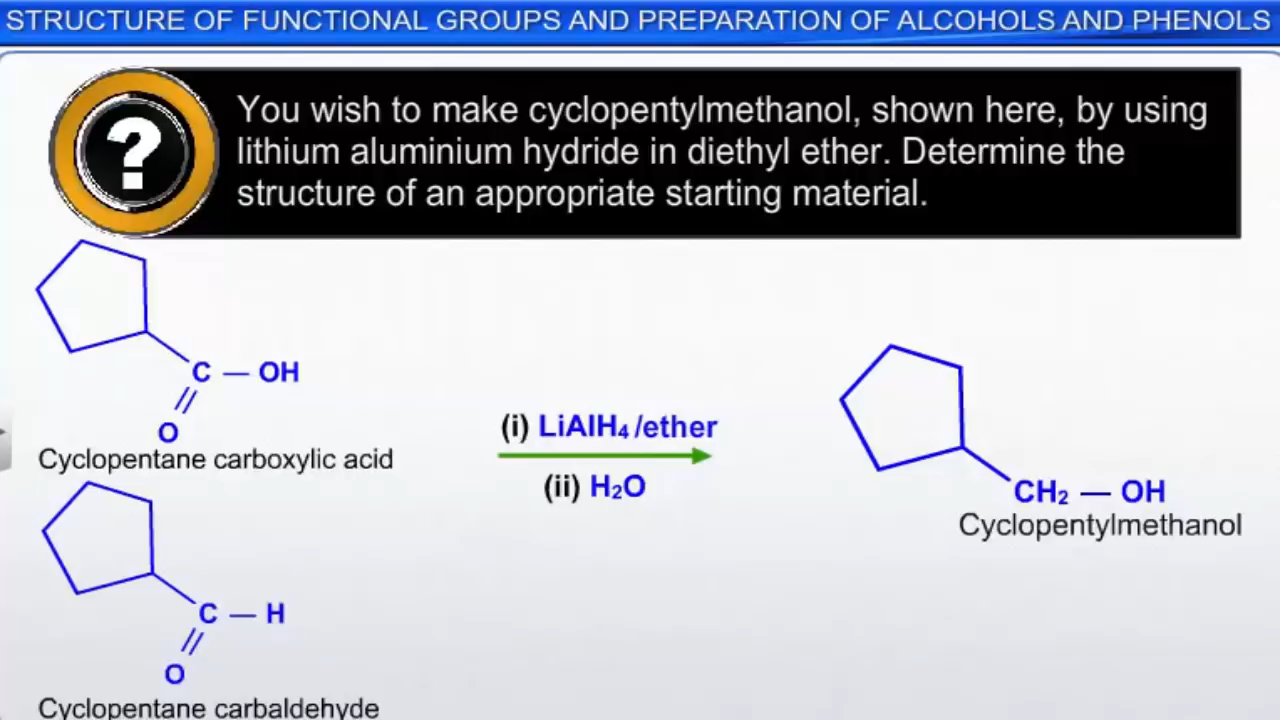 STRUCTURE OF FUNCTIONAL GROUPS AND PREPARATION OF ALCOHOLS AND PHENOLS
?
You wish to make cyclopentylmethanol, shown here, by using
lithium aluminium hydride in diethyl ether. Determine the
structure of an appropriate starting material.
C — OH
O
Cyclopentane carboxylic acid
(i) LiAlH₄/ether
(ii) H₂O
CH₂ — OH
Cyclopentylmethanol
C — H
O
Cyclopentane carbaldehyde